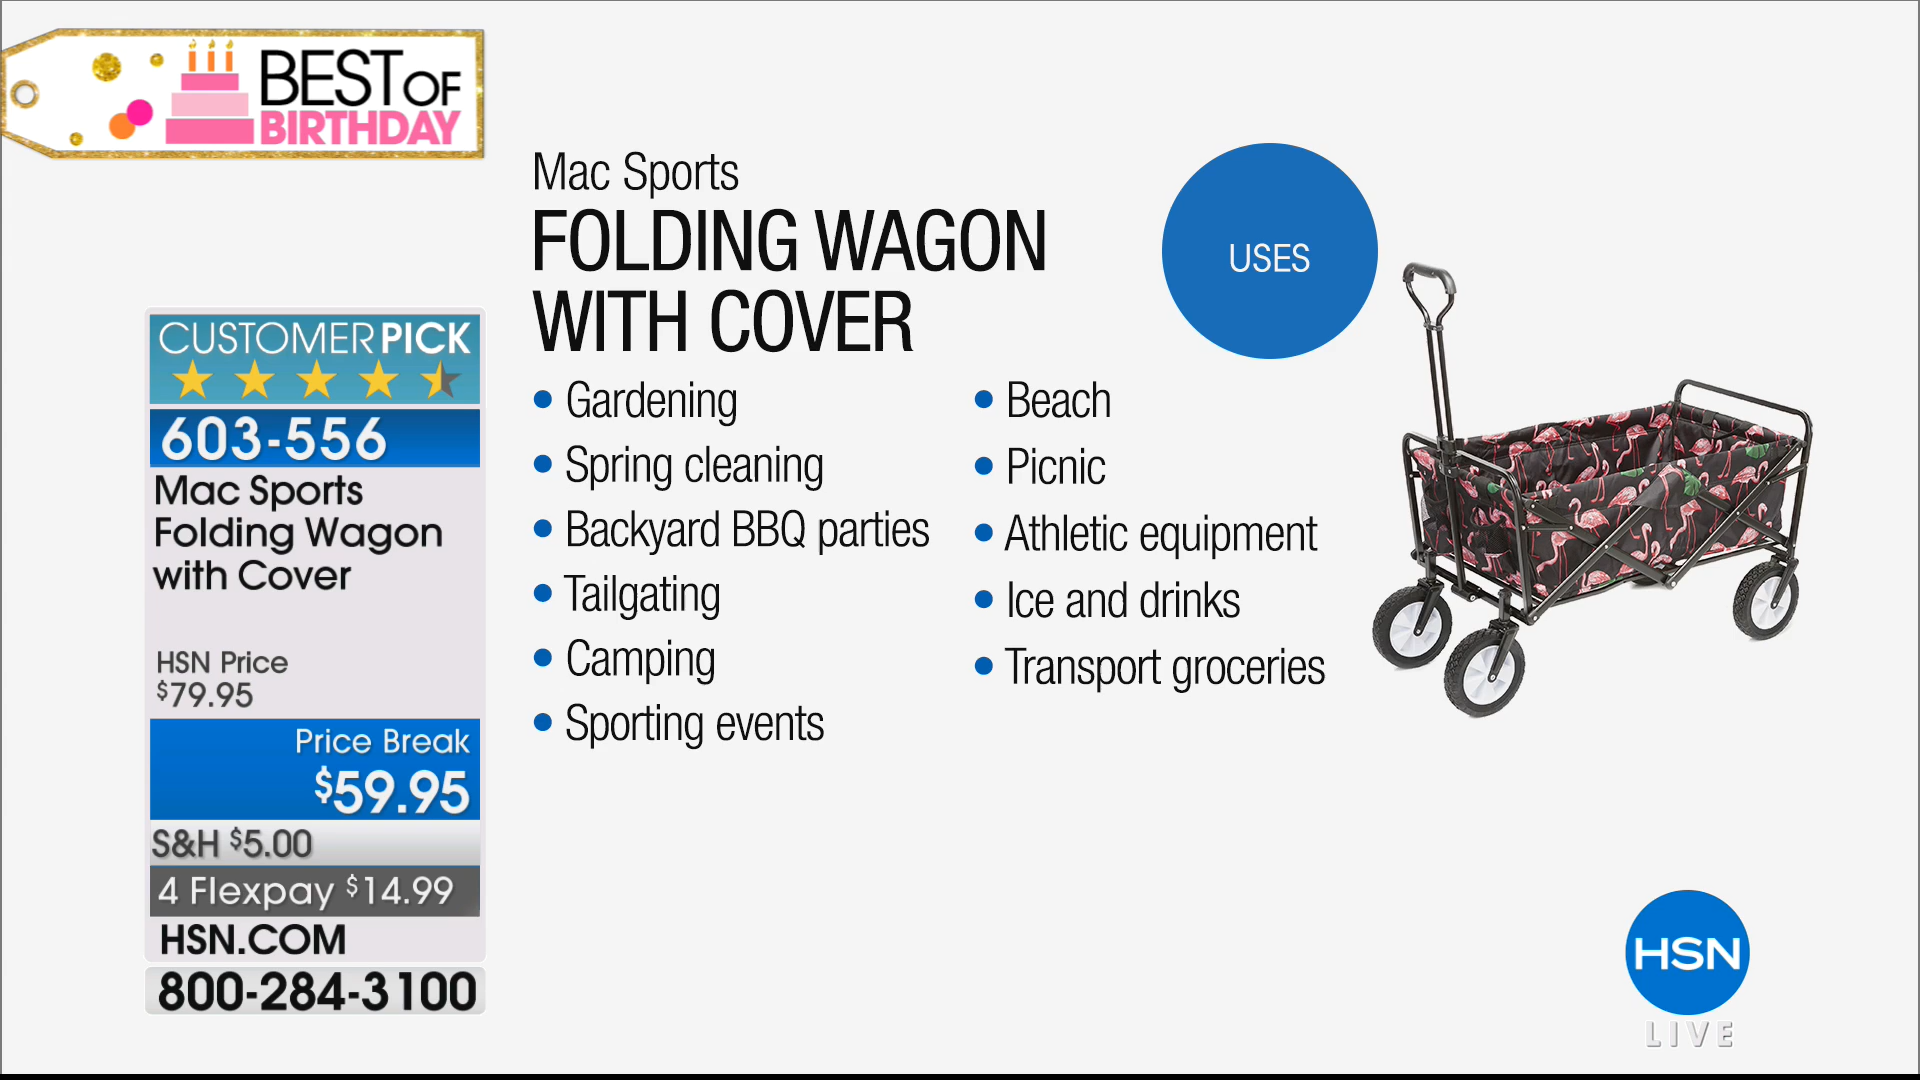 BEST OF
BIRTHDAY
Mac Sports
FOLDING WAGON
WITH COVER
USES
• Gardening
• Spring cleaning
• Backyard BBQ parties
• Tailgating
• Camping
• Sporting events
• Beach
• Picnic
• Athletic equipment
• Ice and drinks
• Transport groceries
CUSTOMER PICK
603-556
Mac Sports
Folding Wagon
with Cover
HSN Price
$79.95
Price Break
$59.95
S&H $5.00
4 Flexpay $14.99
HSN.COM
800-284-3100
HSN
LIVE